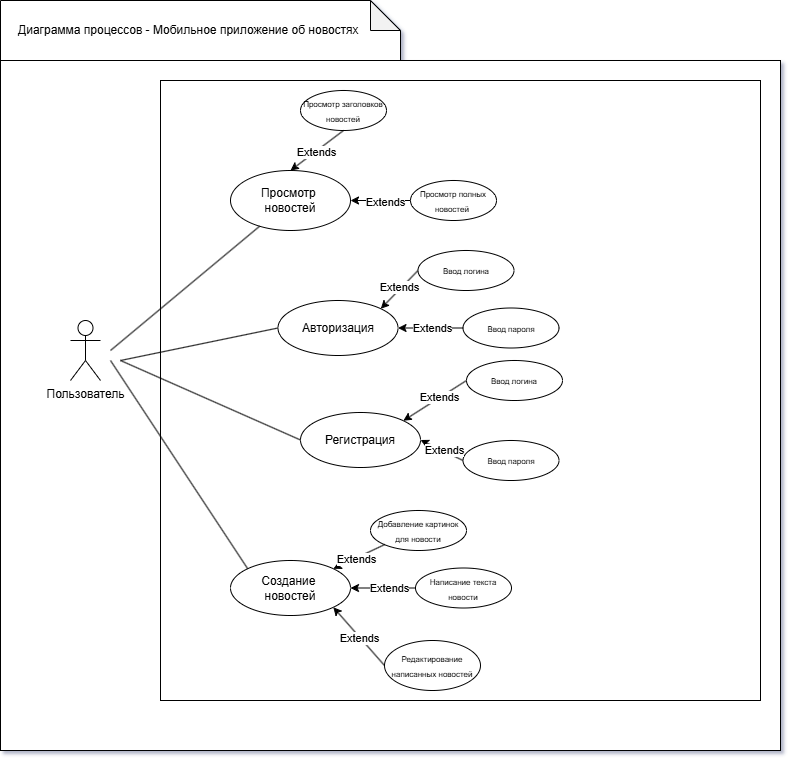 Диаграмма процессов - Мобильное приложение об новостях
Просмотр заголовков
новостей
Extends
Просмотр
новостей
Extends
Просмотр полных
новостей
Ввод логина
Extends
Авторизация
Extends
Ввод пароля
Пользователь
Ввод логина
Extends
Регистрация
Extends
Ввод пароля
Добавление картинок
для новости
Extends
Создание
новостей
Extends
Написание текста
новости
Extends
Редактирование
написанных новостей